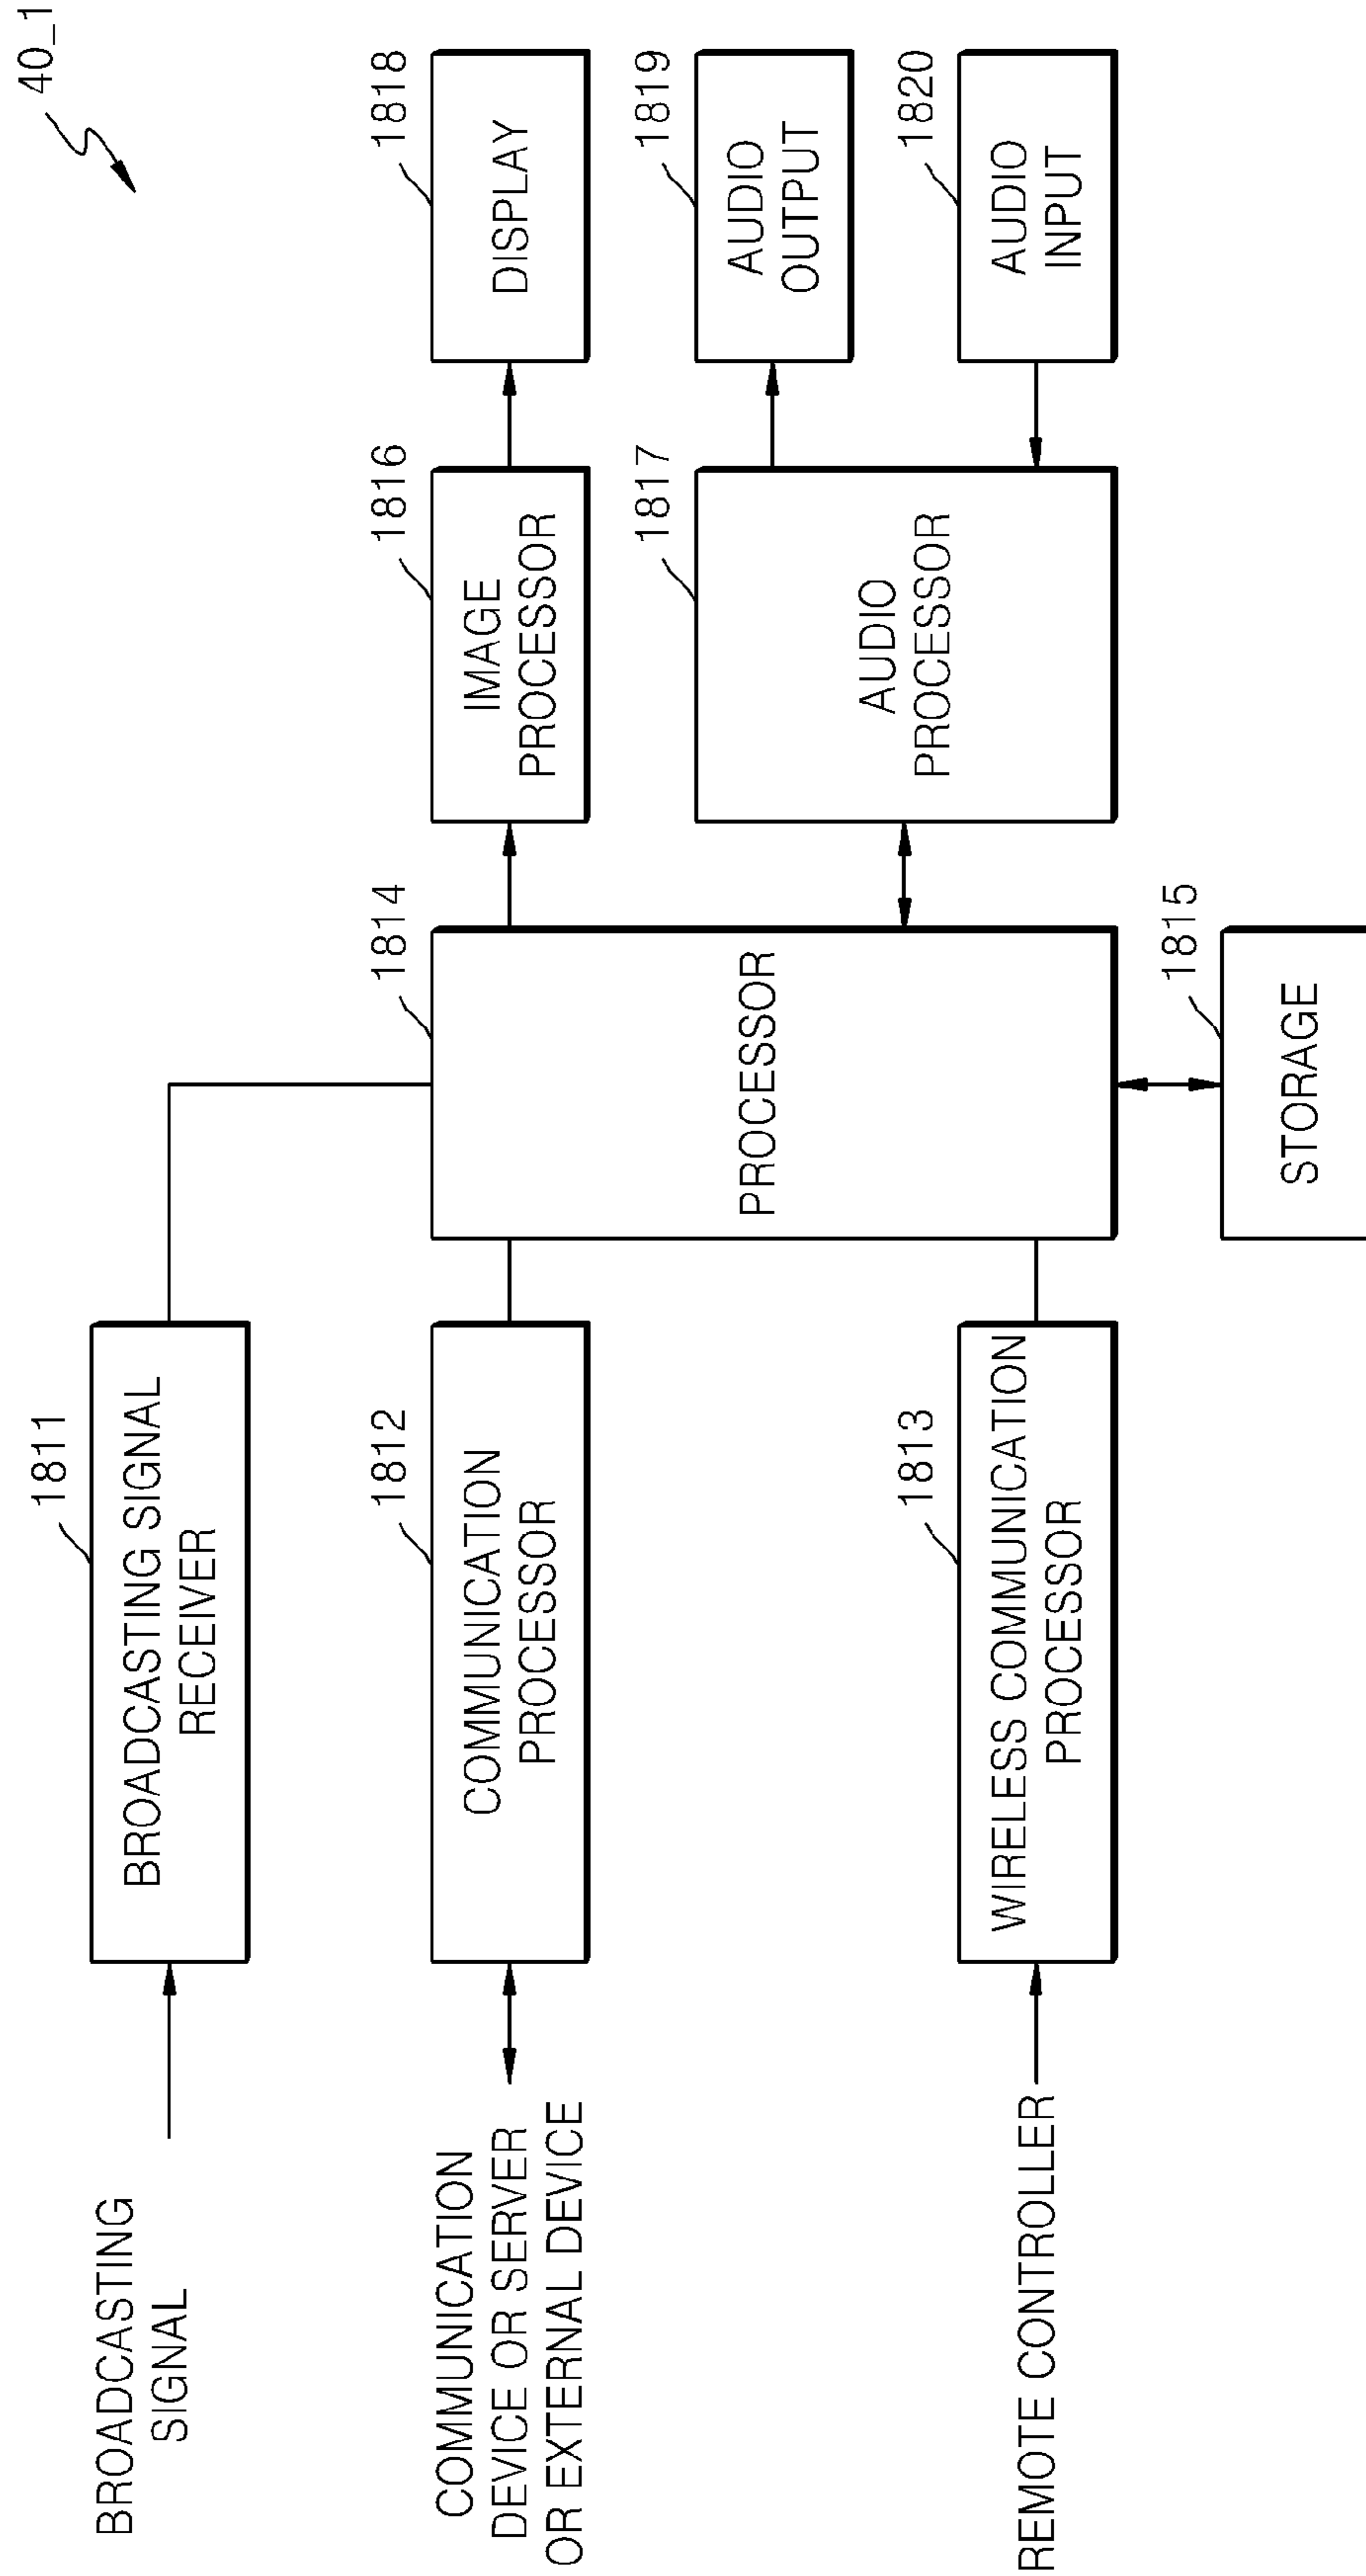 40_1
1811
BROADCASTING
SIGNAL
BROADCASTING SIGNAL
RECEIVER
1812
1814
1816
1818
COMMUNICATION
DEVICE OR SERVER
OR EXTERNAL DEVICE
COMMUNICATION
PROCESSOR
PROCESSOR
IMAGE
PROCESSOR
DISPLAY
1817
1819
AUDIO
PROCESSOR
AUDIO
OUTPUT
1813
1820
REMOTE CONTROLLER
WIRELESS COMMUNICATION
PROCESSOR
AUDIO
INPUT
1815
STORAGE